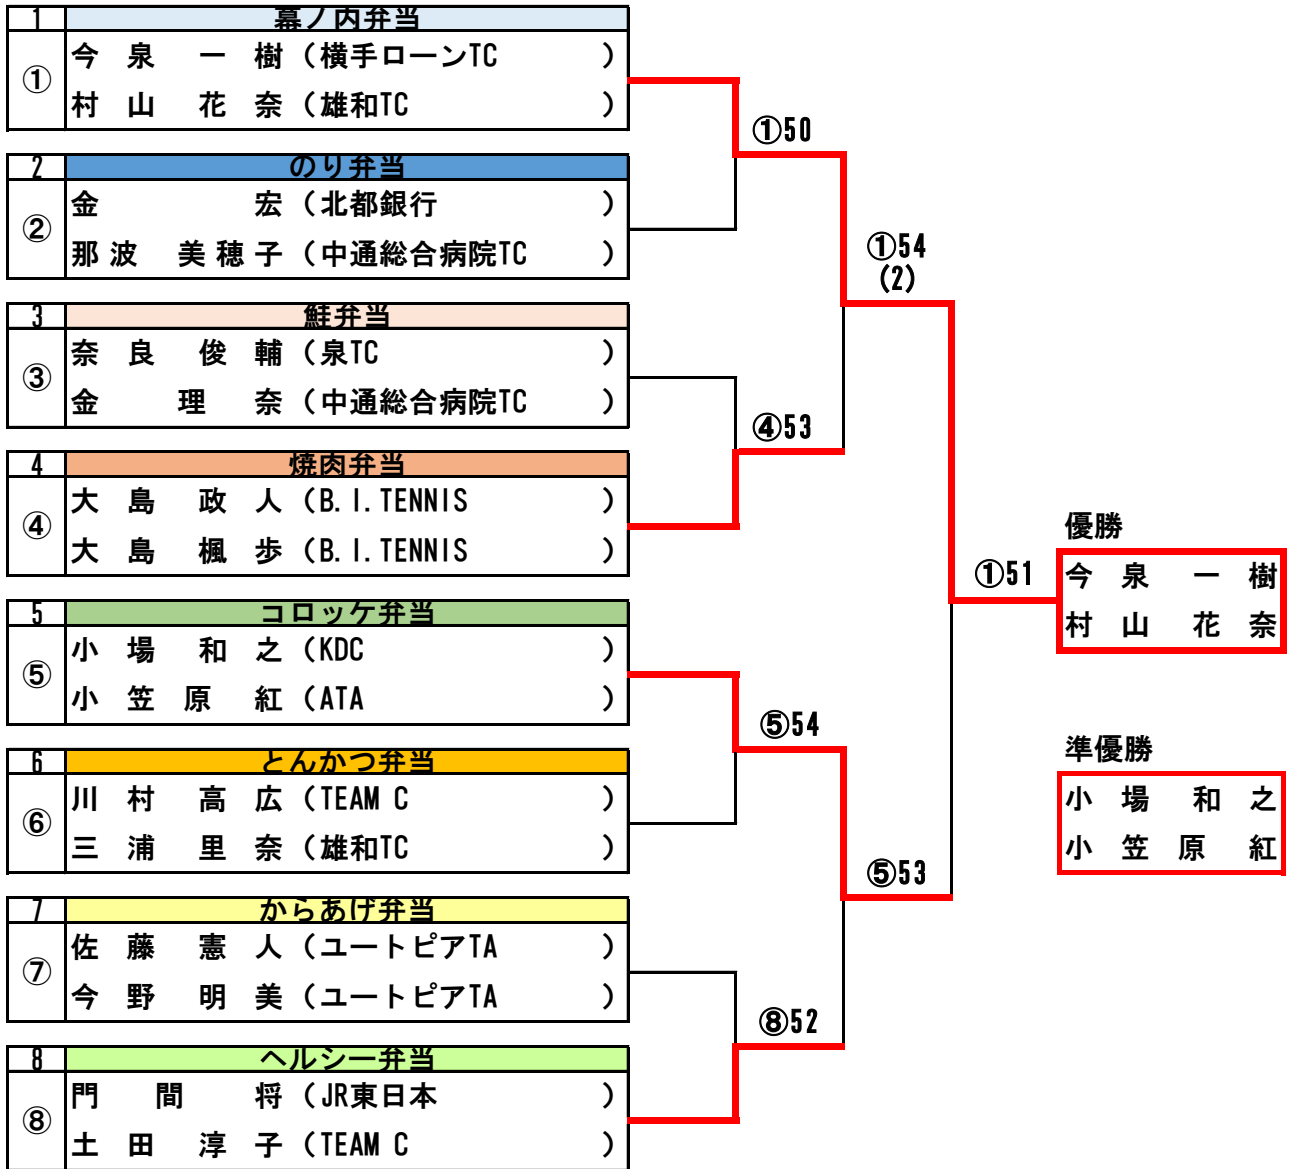 1 幕ノ内弁当
① 今泉 一樹 (横手ローンTC )
村山 花奈 (雄和TC )
2 のり弁当
② 金 宏 (北都銀行 )
那波 美穂子 (中通総合病院TC )
3 鮭弁当
③ 奈良 俊輔 (泉TC )
金 理奈 (中通総合病院TC )
4 焼肉弁当
④ 大島 政人 (B.I.TENNIS )
大島 楓歩 (B.I.TENNIS )
5 コロッケ弁当
⑤ 小場 和之 (KDC )
小笠原 紅 (ATA )
6 とんかつ弁当
⑥ 川村 高広 (TEAM C )
三浦 里奈 (雄和TC )
7 からあげ弁当
⑦ 佐藤 憲人 (ユートピアTA )
今野 明美 (ユートピアTA )
8 ヘルシー弁当
⑧ 門間 将 (JR東日本 )
土田 淳子 (TEAM C )
①50
④53
⑤54
⑧52
①54
(2)
⑤53
①51
優勝
今泉 一樹
村山 花奈
準優勝
小場 和之
小笠原 紅